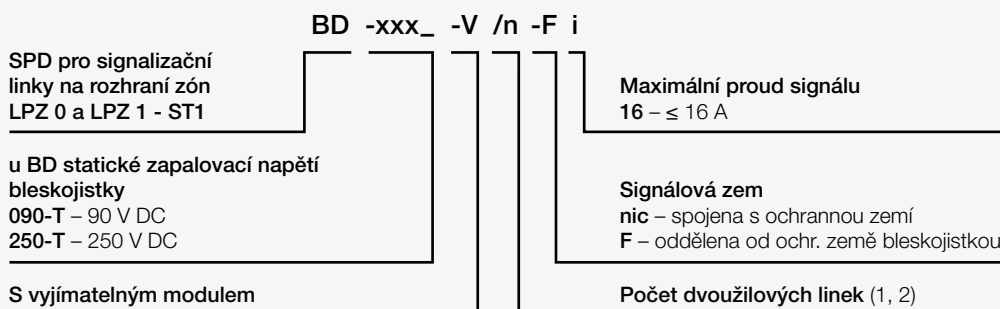 BD -xxx_ -V /n -F i
SPD pro signalizační
linky na rozhraní zón
LPZ 0 a LPZ 1 - ST1
Maximální proud signálu
16 – ≤ 16 A
u BD statické zapalovací napětí
bleskojistky
090-T – 90 V DC
250-T – 250 V DC
Signálová zem
nic – spojena s ochrannou zemí
F – oddělena od ochr. země bleskojistkou
S vyjímatelným modulem
Počet dvoužilových linek (1, 2)